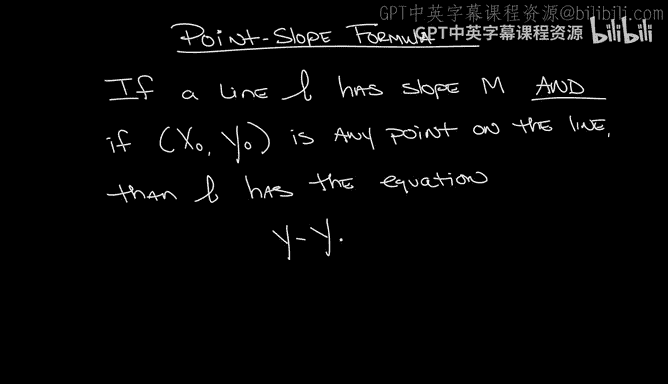 GPT中英字幕课程资源@bilibili.com
Point-Slope Formula
GPT中英字幕课程资源 bilibili
If a line l has slope M AND
if (X₀, Y₀) is any point on the line,
than l has the equation
Y-Y.